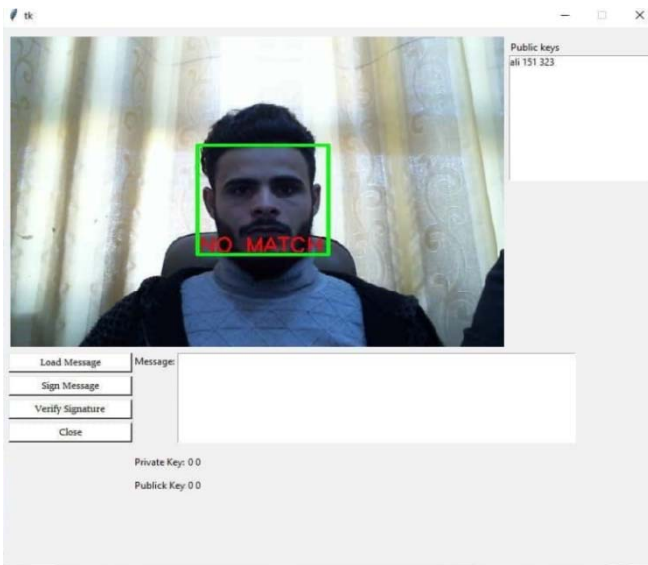 tk
Public keys
ali 151 323
NO MATCH
Load Message
Message:
Sign Message
Verify Signature
Close
Private Key: 0 0
Publick Key 0 0